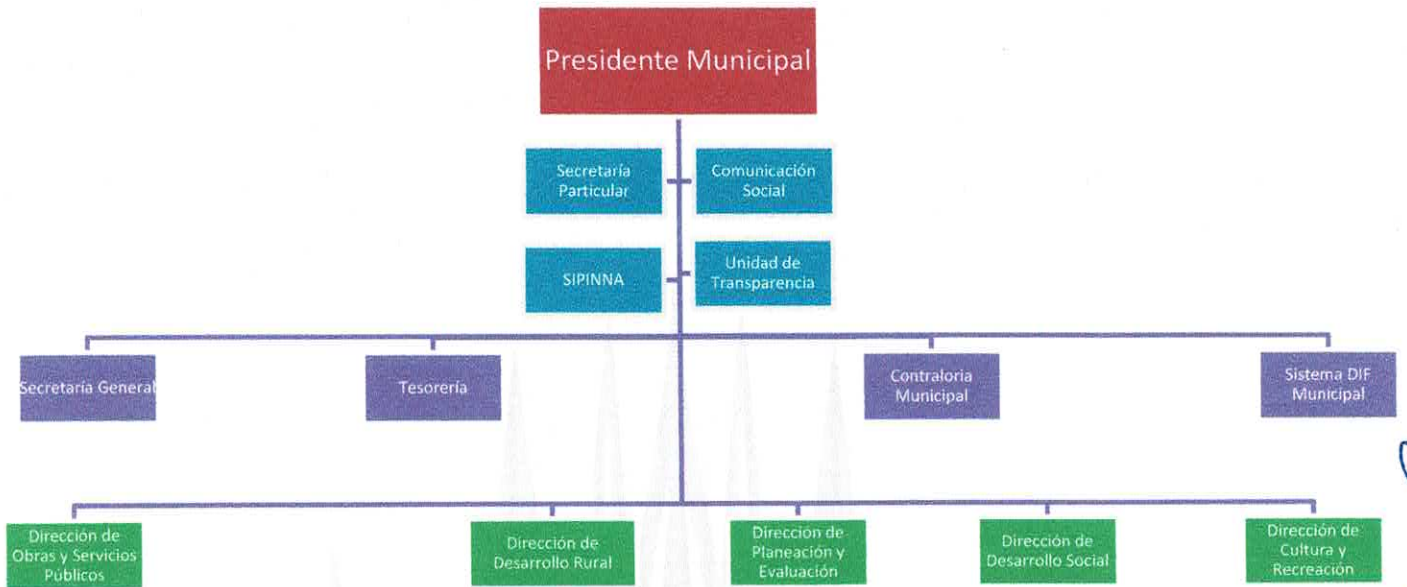 Presidente Municipal
Secretaría
Particular
Comunicación
Social
SIPINNA
Unidad de
Transparencia
Secretaría General
Tesorería
Contraloria
Municipal
Sistema DIF
Municipal
Dirección de
Obras y Servicios
Públicos
Dirección de
Desarrollo Rural
Dirección de
Planeación y
Evaluación
Dirección de
Desarrollo Social
Dirección de
Cultura y
Recreación